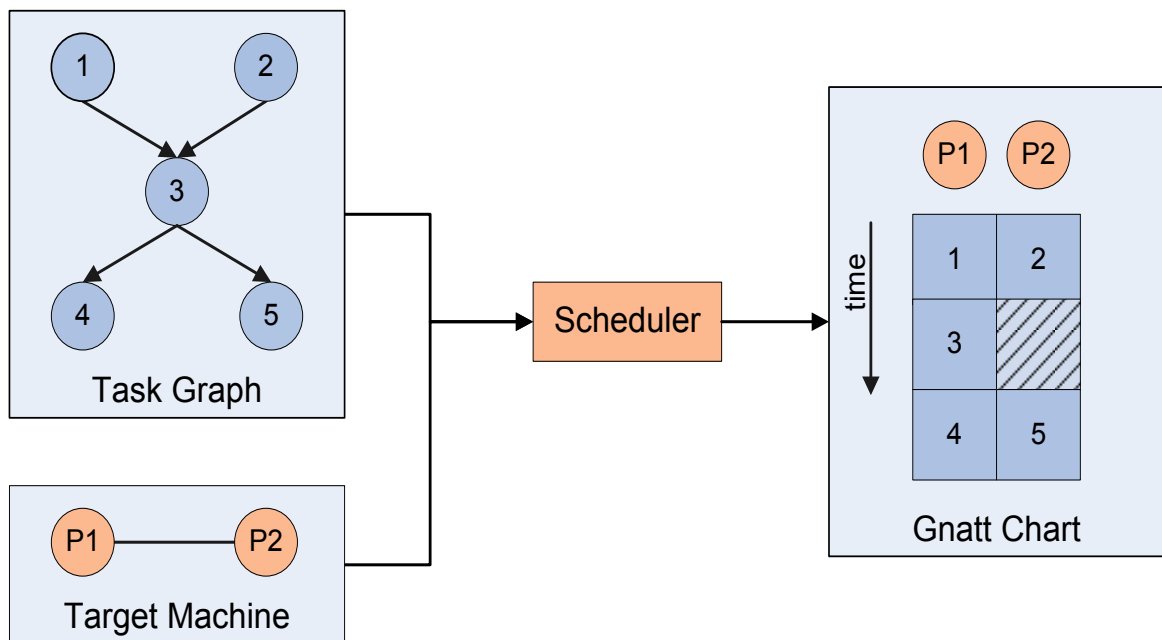 1 2
3
4 5
Task Graph
P1 P2
Target Machine
Scheduler
P1 P2
time
1 2
3
4 5
Gnatt Chart